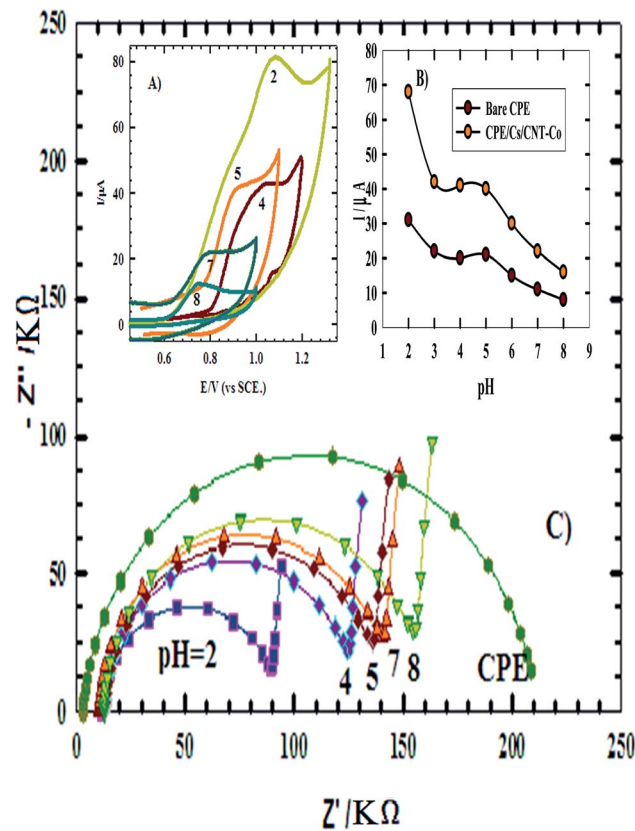 250
200
150
100
50
0
- Z'' /KΩ
A)
80
60
40
20
0
I/µA
2
5
4
7
8
0.6 0.8 1.0 1.2
E/V (vs SCE.)
B)
80
70
60
50
40
30
20
10
0
I / µ A
Bare CPE
CPE/Cs/CNT-Co
1 2 3 4 5 6 7 8 9
pH
C)
pH=2
4
5
7
8
CPE
0 50 100 150 200 250
Z' /KΩ